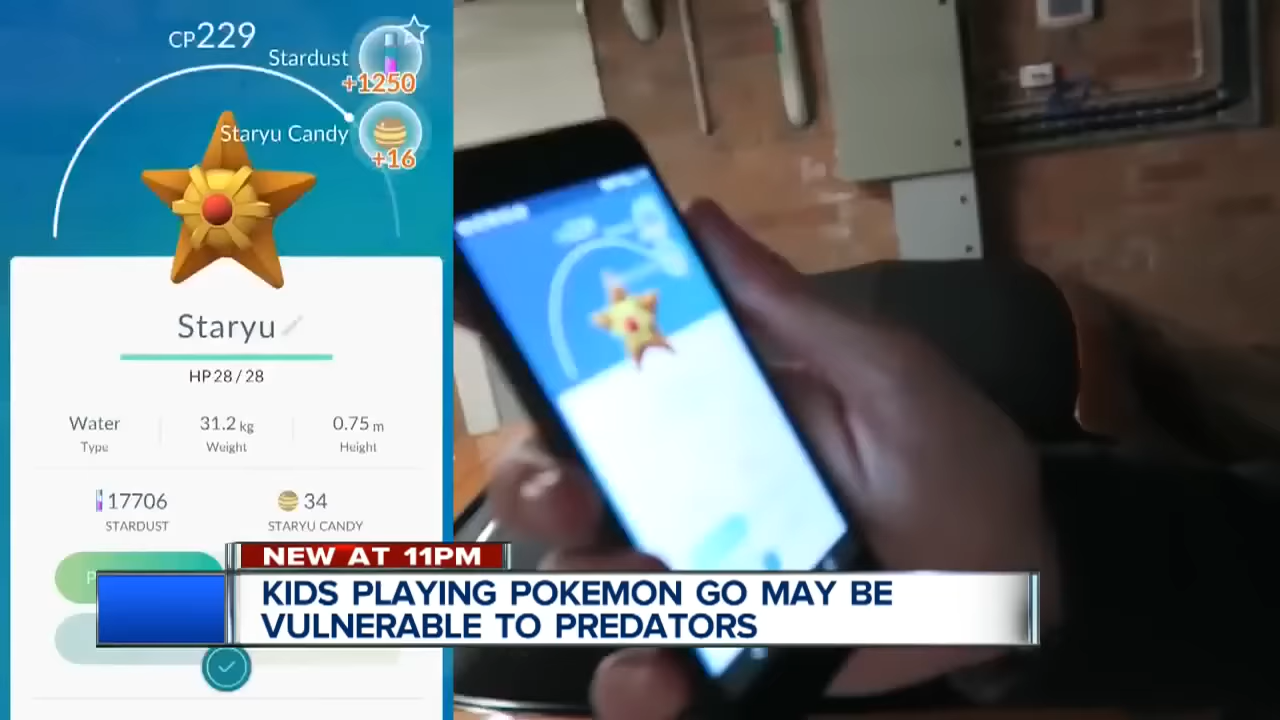 CP229
Stardust
+1250
Staryu Candy
+16
Staryu
HP 28 / 28
Water
Type
31.2 kg
Weight
0.75 m
Height
17706
STARDUST
34
STARYU CANDY
P
NEW AT 11PM
KIDS PLAYING POKEMON GO MAY BE
VULNERABLE TO PREDATORS